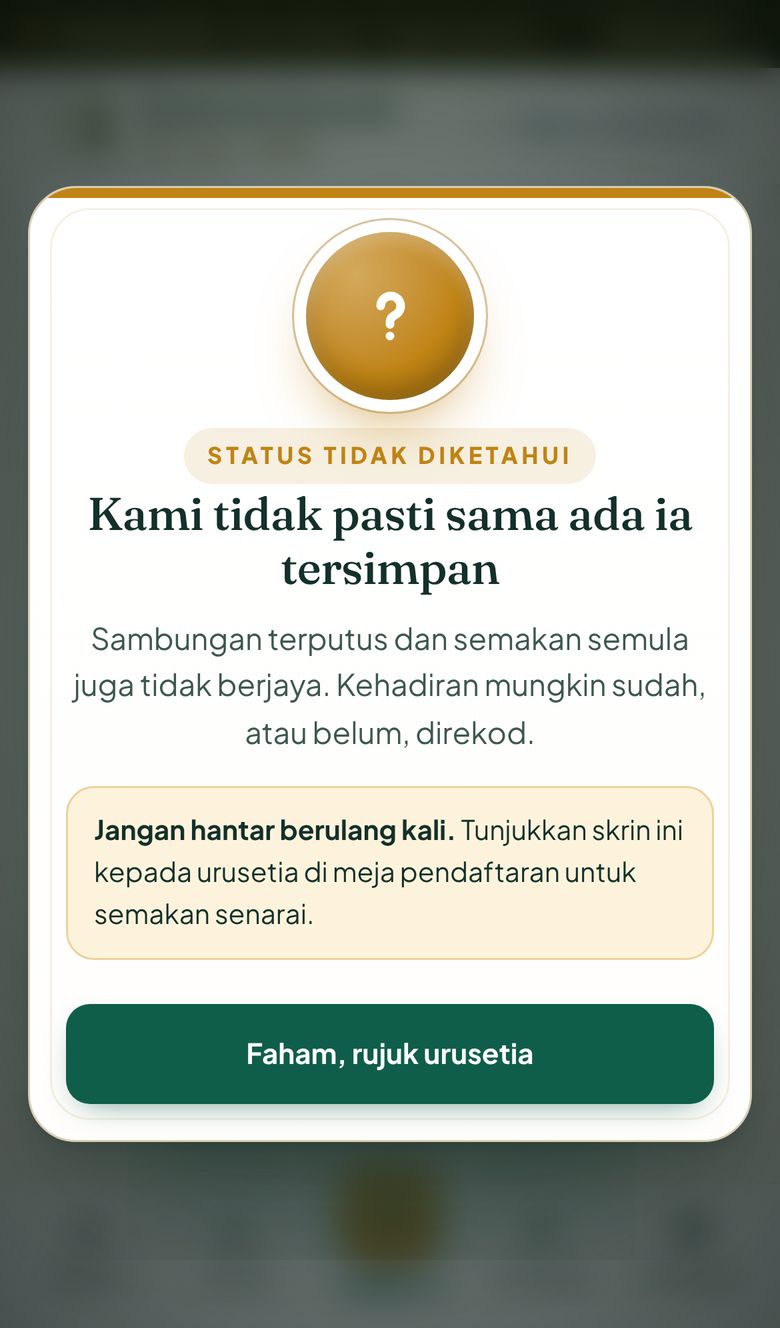 ?
STATUS TIDAK DIKETAHUI
Kami tidak pasti sama ada ia
tersimpan
Sambungan terputus dan semakan semula
juga tidak berjaya. Kehadiran mungkin sudah,
atau belum, direkod.
Jangan hantar berulang kali. Tunjukkan skrin ini
kepada urusetia di meja pendaftaran untuk
semakan senarai.
Faham, rujuk urusetia